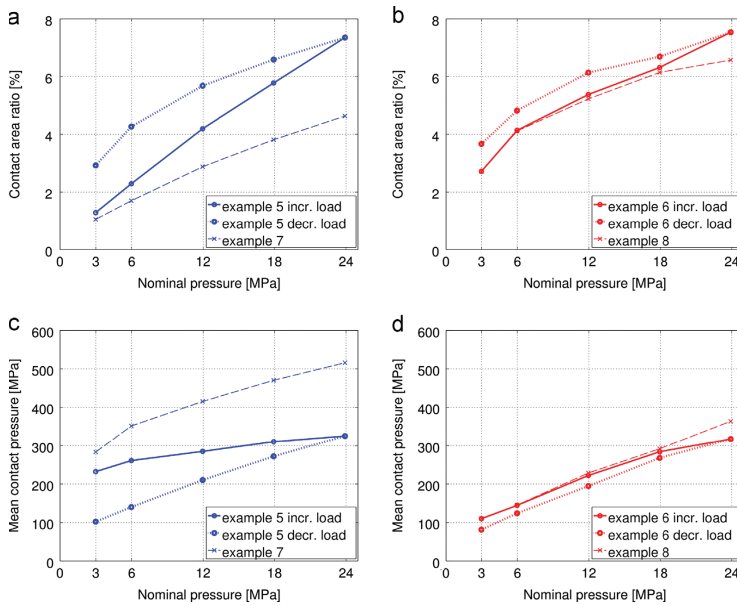 a
8
6
4
2
0
Contact area ratio [%]
example 5 incr. load
example 5 decr. load
example 7
0 3 6 12 18 24
Nominal pressure [MPa]
b
8
6
4
2
0
Contact area ratio [%]
example 6 incr. load
example 6 decr. load
example 8
0 3 6 12 18 24
Nominal pressure [MPa]
c
600
500
400
300
200
100
0
Mean contact pressure [MPa]
example 5 incr. load
example 5 decr. load
example 7
0 3 6 12 18 24
Nominal pressure [MPa]
d
600
500
400
300
200
100
0
Mean contact pressure [MPa]
example 6 incr. load
example 6 decr. load
example 8
0 3 6 12 18 24
Nominal pressure [MPa]